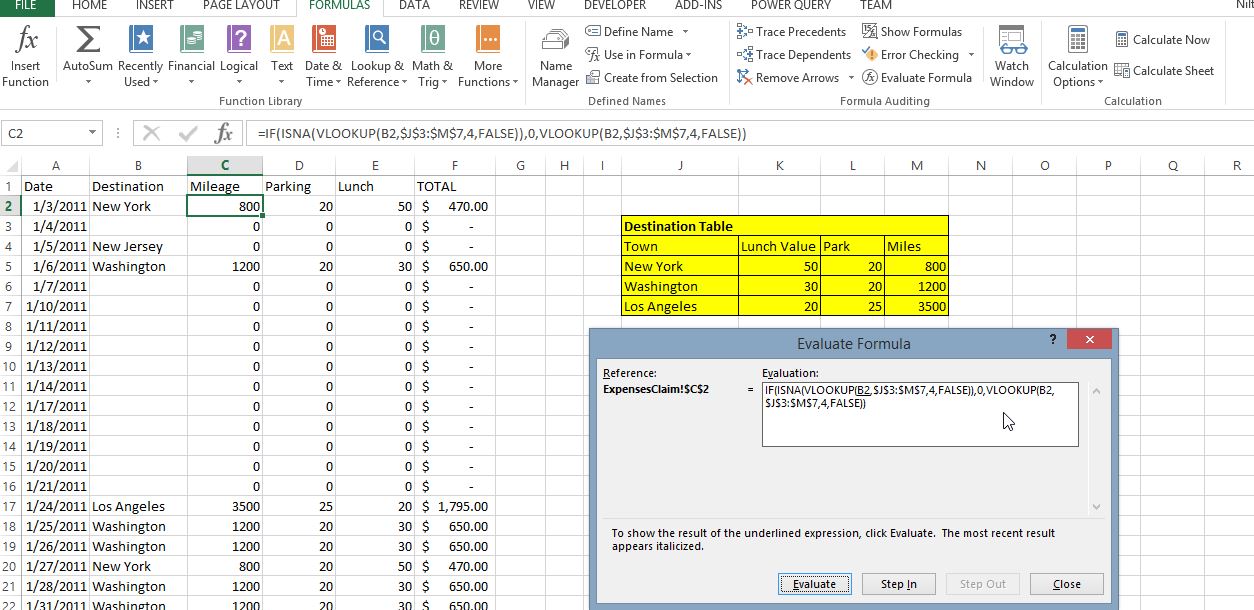 FILE HOME INSERT PAGE LAYOUT FORMULAS DATA REVIEW VIEW DEVELOPER ADD-INS POWER QUERY TEAM
fx Insert Function
AutoSum
Recently Used
Financial
Logical
Text
Date & Time
Lookup & Reference
Math & Trig
More Functions
Function Library
Name Manager
Define Name
Use in Formula
Create from Selection
Defined Names
Trace Precedents
Trace Dependents
Remove Arrows
Show Formulas
Error Checking
Evaluate Formula
Formula Auditing
Watch Window
Calculation Options
Calculate Now
Calculate Sheet
Calculation
C2 fx =IF(ISNA(VLOOKUP(B2,$J$3:$M$7,4,FALSE)),0,VLOOKUP(B2,$J$3:$M$7,4,FALSE))
A B C D E F G H I J K L M N O P Q R
1 Date Destination Mileage Parking Lunch TOTAL
2 1/3/2011 New York 800 20 50 $ 470.00
3 1/4/2011 0 0 0 $ - Destination Table
4 1/5/2011 New Jersey 0 0 0 $ - Town Lunch Value Park Miles
5 1/6/2011 Washington 1200 20 30 $ 650.00 New York 50 20 800
6 1/7/2011 0 0 0 $ - Washington 30 20 1200
7 1/10/2011 0 0 0 $ - Los Angeles 20 25 3500
8 1/11/2011 0 0 0 $ -
9 1/12/2011 0 0 0 $ -
10 1/13/2011 0 0 0 $ -
11 1/14/2011 0 0 0 $ -
12 1/17/2011 0 0 0 $ -
13 1/18/2011 0 0 0 $ -
14 1/19/2011 0 0 0 $ -
15 1/20/2011 0 0 0 $ -
16 1/21/2011 0 0 0 $ -
17 1/24/2011 Los Angeles 3500 25 20 $ 1,795.00
18 1/25/2011 Washington 1200 20 30 $ 650.00
19 1/26/2011 Washington 1200 20 30 $ 650.00
20 1/27/2011 New York 800 20 50 $ 470.00
21 1/28/2011 Washington 1200 20 30 $ 650.00
22 1/31/2011 Washington 1200 20 30 $ 650.00
Evaluate Formula ?
Reference: Evaluation:
ExpensesClaim!$C$2 = IF(ISNA(VLOOKUP(B2,$J$3:$M$7,4,FALSE)),0,VLOOKUP(B2,
$J$3:$M$7,4,FALSE))
To show the result of the underlined expression, click Evaluate. The most recent result
appears italicized.
Evaluate Step In Step Out Close